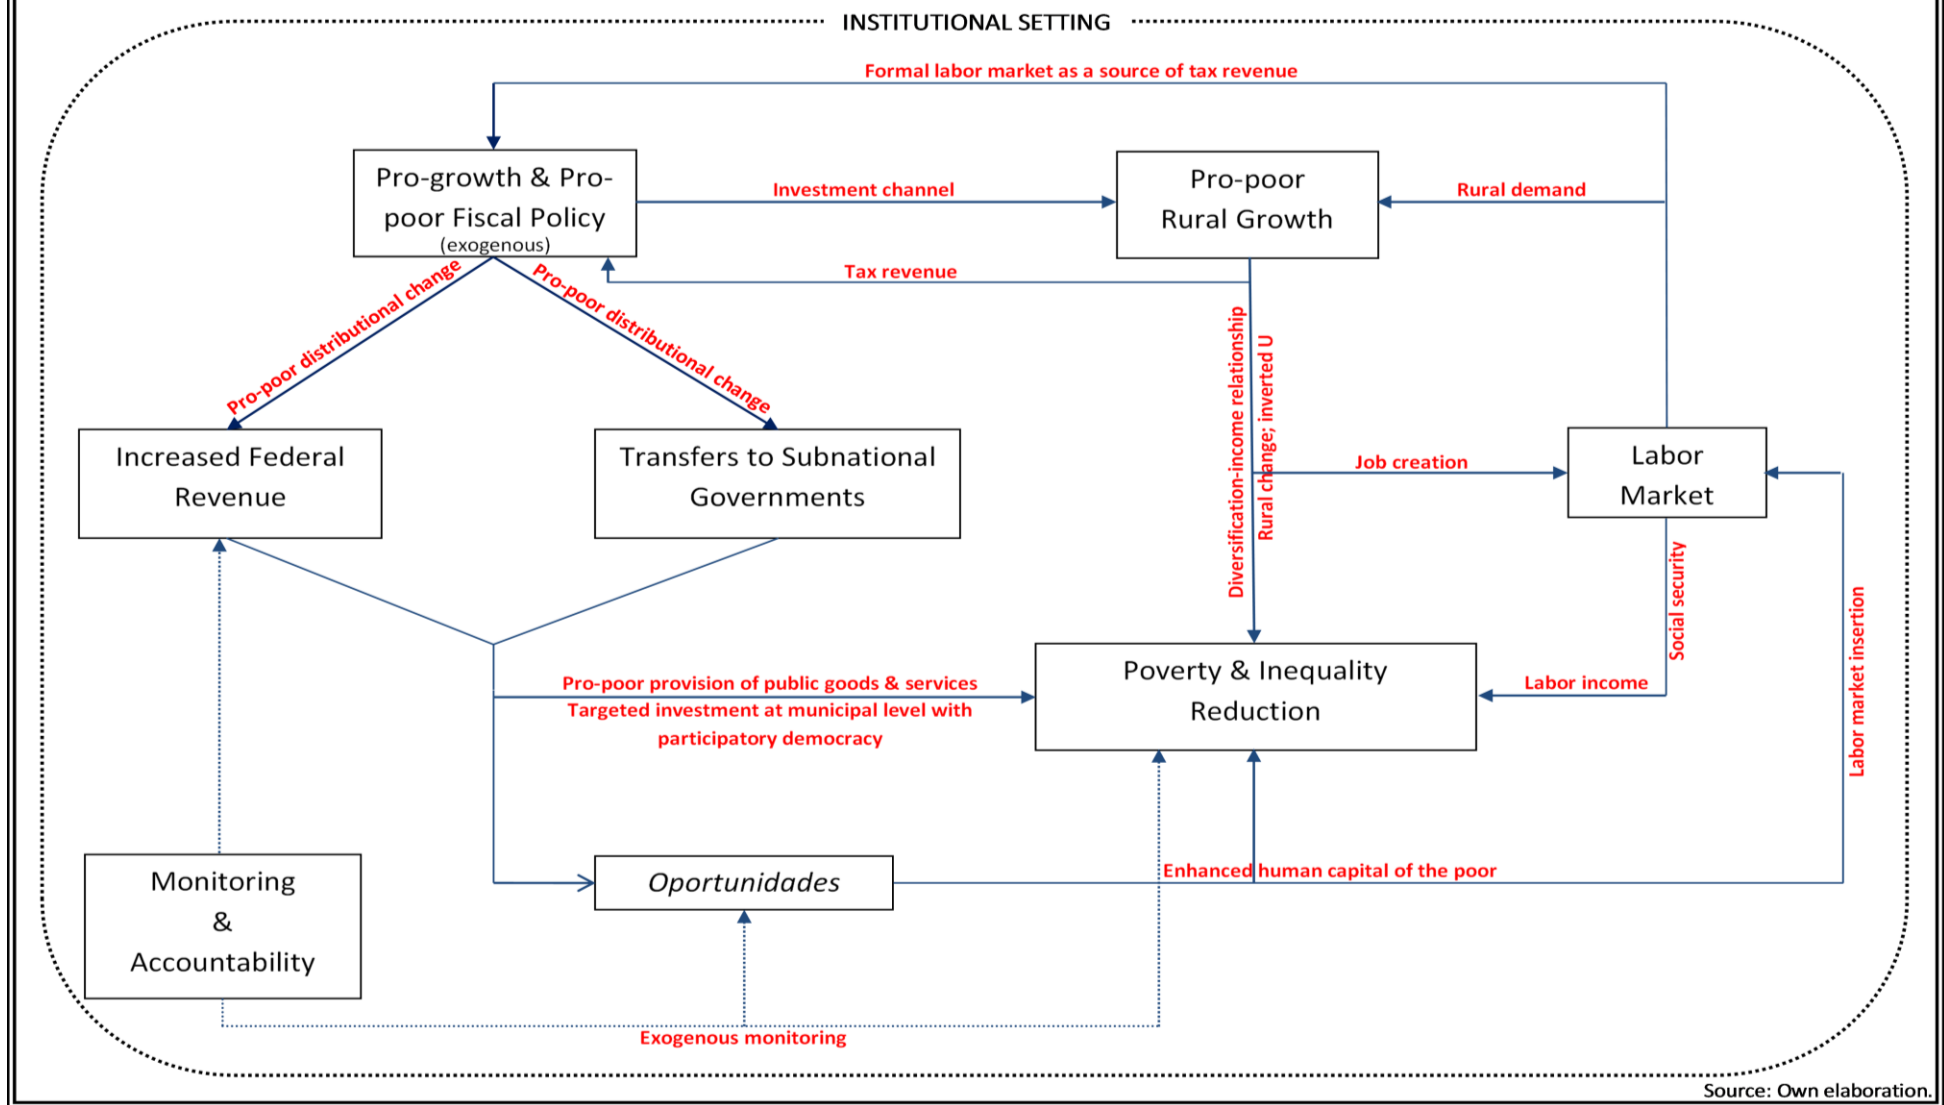 INSTITUTIONAL SETTING
Formal labor market as a source of tax revenue
Pro-growth & Pro-
poor Fiscal Policy
(exogenous)
Investment channel
Pro-poor
Rural Growth
Rural demand
Tax revenue
Pro-poor distributional change
Pro-poor distributional change
Diversification-income relationship
Rural change; inverted U
Increased Federal
Revenue
Transfers to Subnational
Governments
Job creation
Labor
Market
Social security
Labor market insertion
Pro-poor provision of public goods & services
Targeted investment at municipal level with
participatory democracy
Poverty & Inequality
Reduction
Labor income
Monitoring
&
Accountability
Oportunidades
Enhanced human capital of the poor
Exogenous monitoring
Source: Own elaboration.